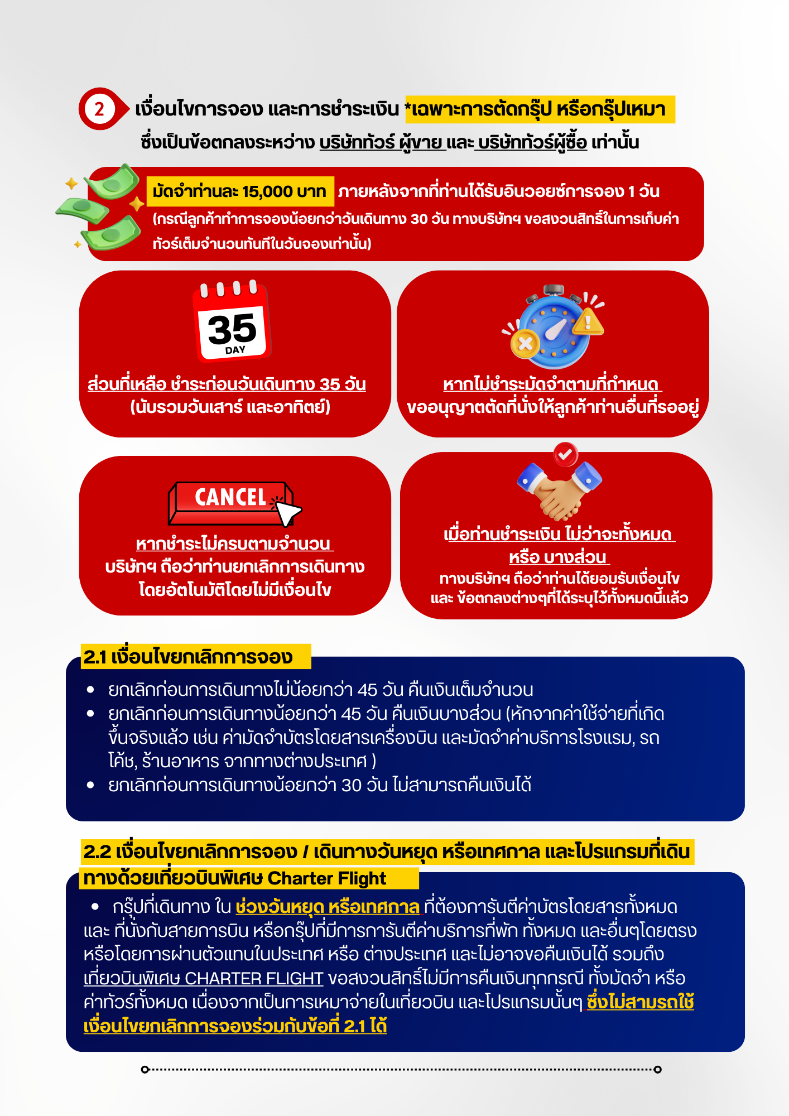 2 เงื่อนไขการจอง และการชำระเงิน *เฉพาะการตัดกรุ๊ป หรือกรุ๊ปเหมา
ซึ่งเป็นข้อตกลงระหว่าง บริษัททัวร์ ผู้ขาย และ บริษัททัวร์ผู้ซื้อ เท่านั้น
มัดจำท่านละ 15,000 บาท ภายหลังจากที่ท่านได้รับอินวอยซ์การจอง 1 วัน
(กรณีลูกค้าทำการจองน้อยกว่าวันเดินทาง 30 วัน ทางบริษัทฯ ขอสงวนสิทธิ์ในการเก็บค่า
ทัวร์เต็มจำนวนทันทีในวันจองเท่านั้น)
35
DAY
ส่วนที่เหลือ ชำระก่อนวันเดินทาง 35 วัน
(นับรวมวันเสาร์ และอาทิตย์)
หากไม่ชำระมัดจำตามที่กำหนด
ขออนุญาตตัดที่นั่งให้ลูกค้าท่านอื่นที่รออยู่
CANCEL
หากชำระไม่ครบตามจำนวน
บริษัทฯ ถือว่าท่านยกเลิกการเดินทาง
โดยอัตโนมัติโดยไม่มีเงื่อนไข
เมื่อท่านชำระเงิน ไม่ว่าจะทั้งหมด
หรือ บางส่วน
ทางบริษัทฯ ถือว่าท่านได้ยอมรับเงื่อนไข
และ ข้อตกลงต่างๆที่ได้ระบุไว้ทั้งหมดนี้แล้ว
2.1 เงื่อนไขยกเลิกการจอง
• ยกเลิกก่อนการเดินทางไม่น้อยกว่า 45 วัน คืนเงินเต็มจำนวน
• ยกเลิกก่อนการเดินทางน้อยกว่า 45 วัน คืนเงินบางส่วน (หักจากค่าใช้จ่ายที่เกิด
ขึ้นจริงแล้ว เช่น ค่ามัดจำบัตรโดยสารเครื่องบิน และมัดจำค่าบริการโรงแรม, รถ
โค้ช, ร้านอาหาร จากทางต่างประเทศ )
• ยกเลิกก่อนการเดินทางน้อยกว่า 30 วัน ไม่สามารถคืนเงินได้
2.2 เงื่อนไขยกเลิกการจอง / เดินทางวันหยุด หรือเทศกาล และโปรแกรมที่เดิน
ทางด้วยเที่ยวบินพิเศษ Charter Flight
• กรุ๊ปที่เดินทาง ใน ช่วงวันหยุด หรือเทศกาล ที่ต้องการันตีค่าบัตรโดยสารทั้งหมด
และ ที่นั่งกับสายการบิน หรือกรุ๊ปที่มีการการันตีค่าบริการที่พัก ทั้งหมด และอื่นๆโดยตรง
หรือโดยการผ่านตัวแทนในประเทศ หรือ ต่างประเทศ และไม่อาจขอคืนเงินได้ รวมถึง
เที่ยวบินพิเศษ CHARTER FLIGHT ขอสงวนสิทธิ์ไม่มีการคืนเงินทุกกรณี ทั้งมัดจำ หรือ
ค่าทัวร์ทั้งหมด เนื่องจากเป็นการเหมาจ่ายในเที่ยวบิน และโปรแกรมนั้นๆ ซึ่งไม่สามรถใช้
เงื่อนไขยกเลิกการจองร่วมกับข้อที่ 2.1 ได้